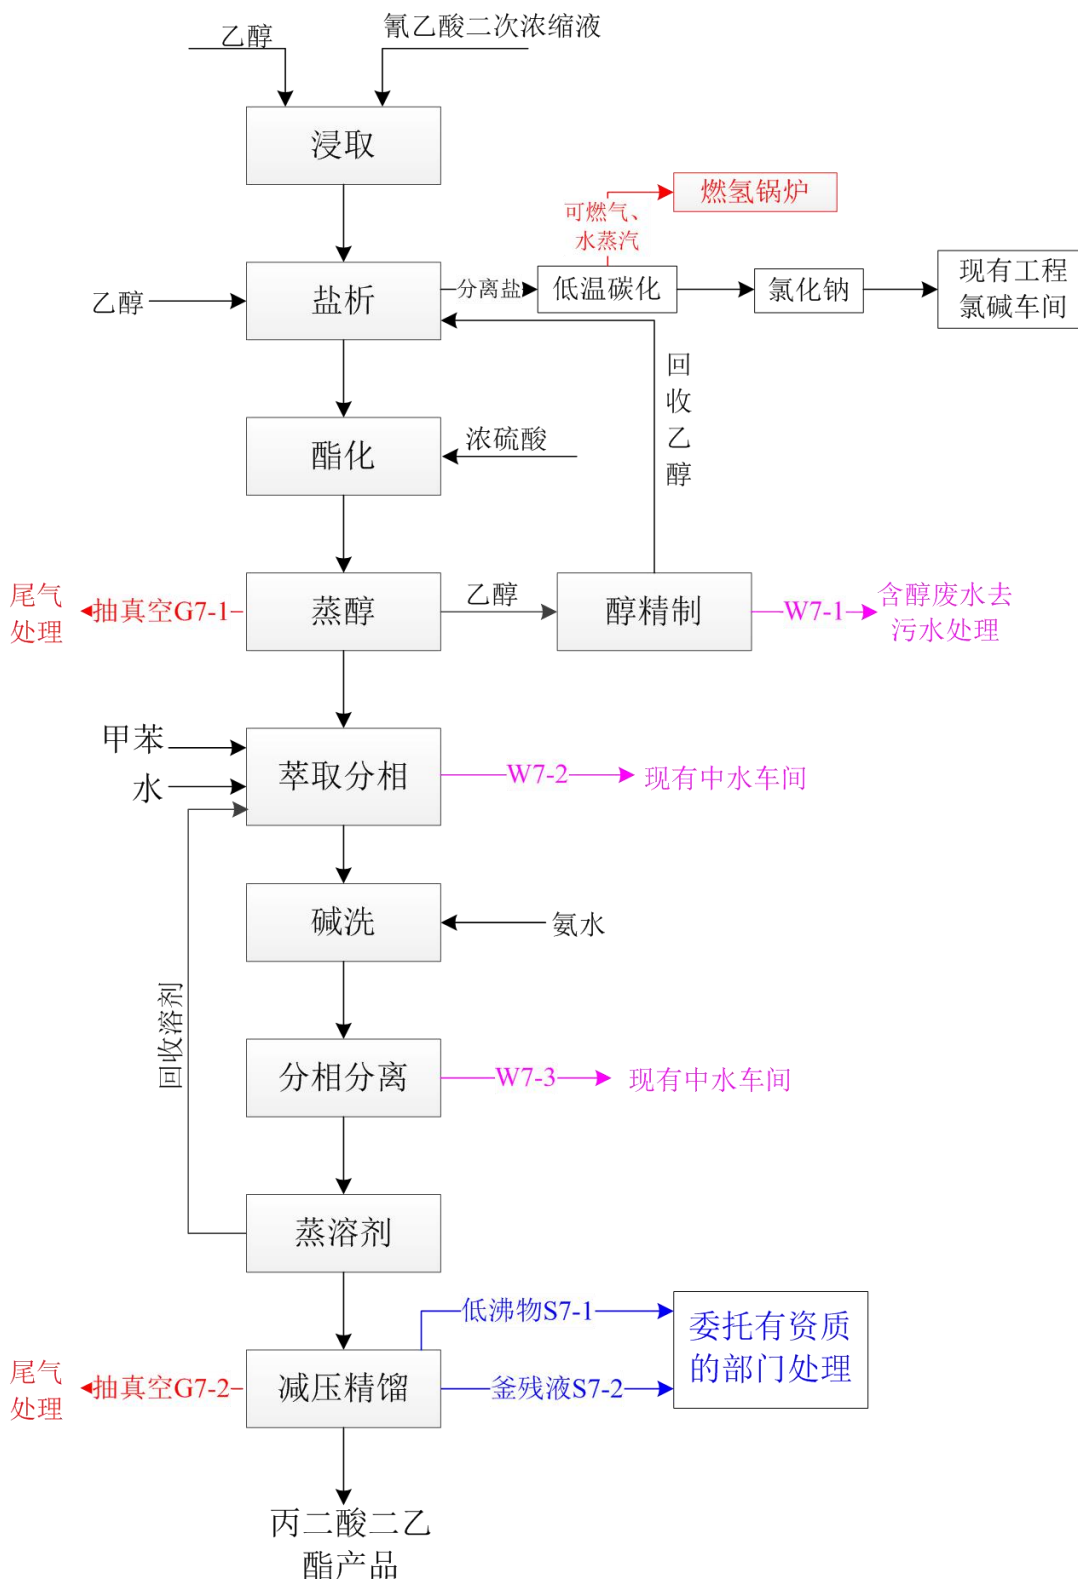 乙醇
氰乙酸二次浓缩液
浸取
燃氢锅炉
可燃气、
水蒸汽
乙醇
盐析
分离盐
低温碳化
氯化钠
现有工程
氯碱车间
回
收
乙
醇
酯化
浓硫酸
尾气
处理
抽真空G7-1
蒸醇
乙醇
醇精制
W7-1
含醇废水去
污水处理
甲苯
水
萃取分相
W7-2
现有中水车间
碱洗
氨水
回收溶剂
分相分离
W7-3
现有中水车间
蒸溶剂
低沸物S7-1
委托有资质
的部门处理
尾气
处理
抽真空G7-2
减压精馏
釜残液S7-2
丙二酸二乙
酯产品